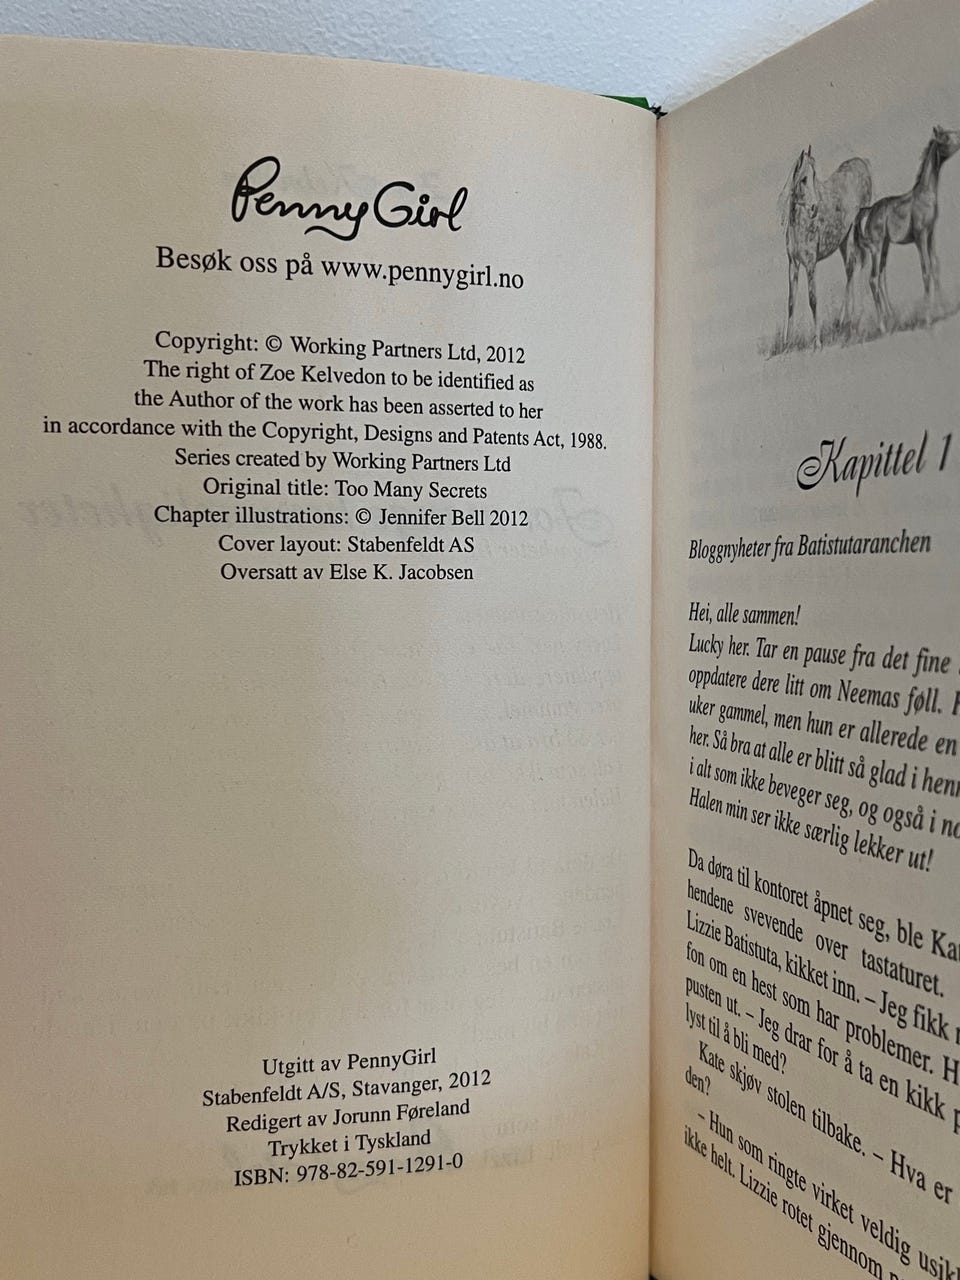 Penny Girl
Besøk oss på www.pennygirl.no
Copyright: © Working Partners Ltd, 2012
The right of Zoe Kelvedon to be identified as
the Author of the work has been asserted to her
in accordance with the Copyright, Designs and Patents Act, 1988.
Series created by Working Partners Ltd
Original title: Too Many Secrets
Chapter illustrations: © Jennifer Bell 2012
Cover layout: Stabenfeldt AS
Oversatt av Else K. Jacobsen
Utgitt av PennyGirl
Stabenfeldt A/S, Stavanger, 2012
Redigert av Jorunn Føreland
Trykket i Tyskland
ISBN: 978-82-591-1291-0
Kapittel 1
Bloggnyheter fra Batistutaranchen
Hei, alle sammen!
Lucky her. Tar en pause fra det fine
oppdatere dere litt om Neemas føll.
uker gammel, men hun er allerede en
her. Så bra at alle er blitt så glad i
i alt som ikke beveger seg, og også i
Halen min ser ikke særlig lekker ut!
Da døra til kontoret åpnet seg, ble
hendene svevende over tastaturet.
Lizzie Batistuta, kikket inn. – Jeg fikk
fon om en hest som har problemer.
pusten ut. – Jeg drar for å ta en kikk
lyst til å bli med?
Kate skjøv stolen tilbake. – Hva er
den?
– Hun som ringte virket veldig
ikke helt. Lizzie rotet gjennom